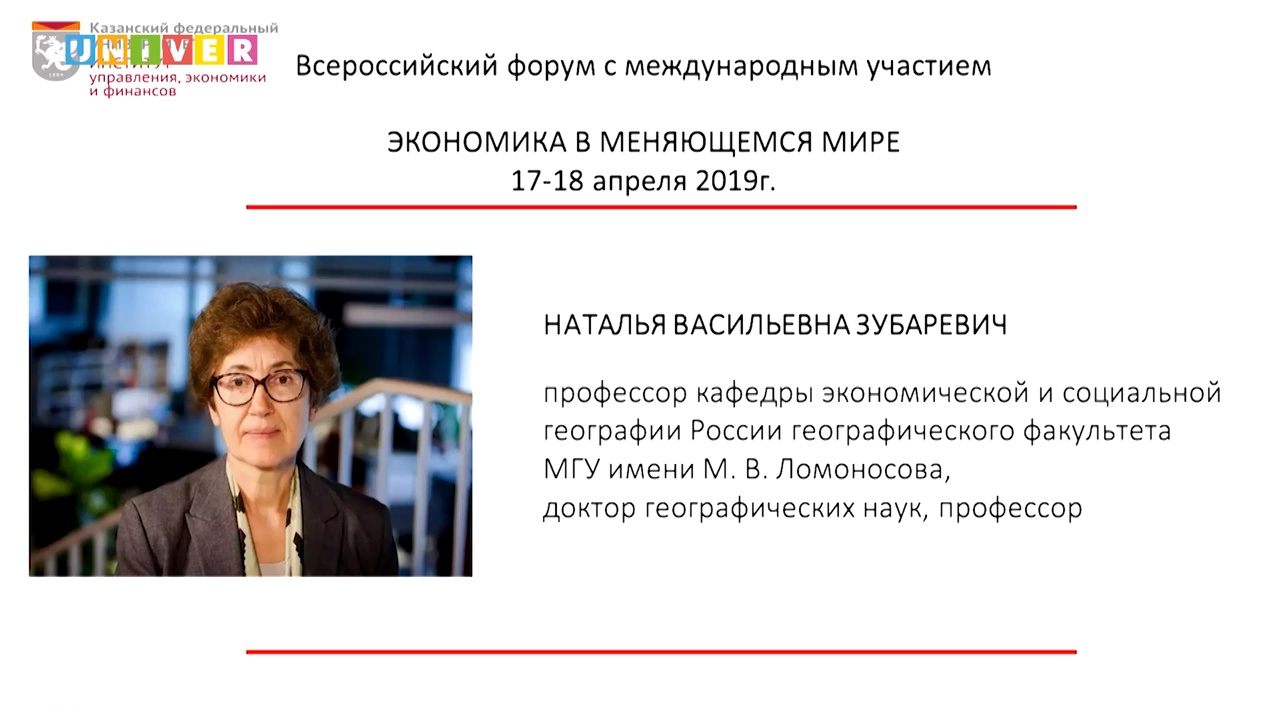 Казанский федеральный
UNIVER
управления, экономики
и финансов
Всероссийский форум с международным участием
ЭКОНОМИКА В МЕНЯЮЩЕМСЯ МИРЕ
17-18 апреля 2019г.
НАТАЛЬЯ ВАСИЛЬЕВНА ЗУБАРЕВИЧ
профессор кафедры экономической и социальной
географии России географического факультета
МГУ имени М. В. Ломоносова,
доктор географических наук, профессор